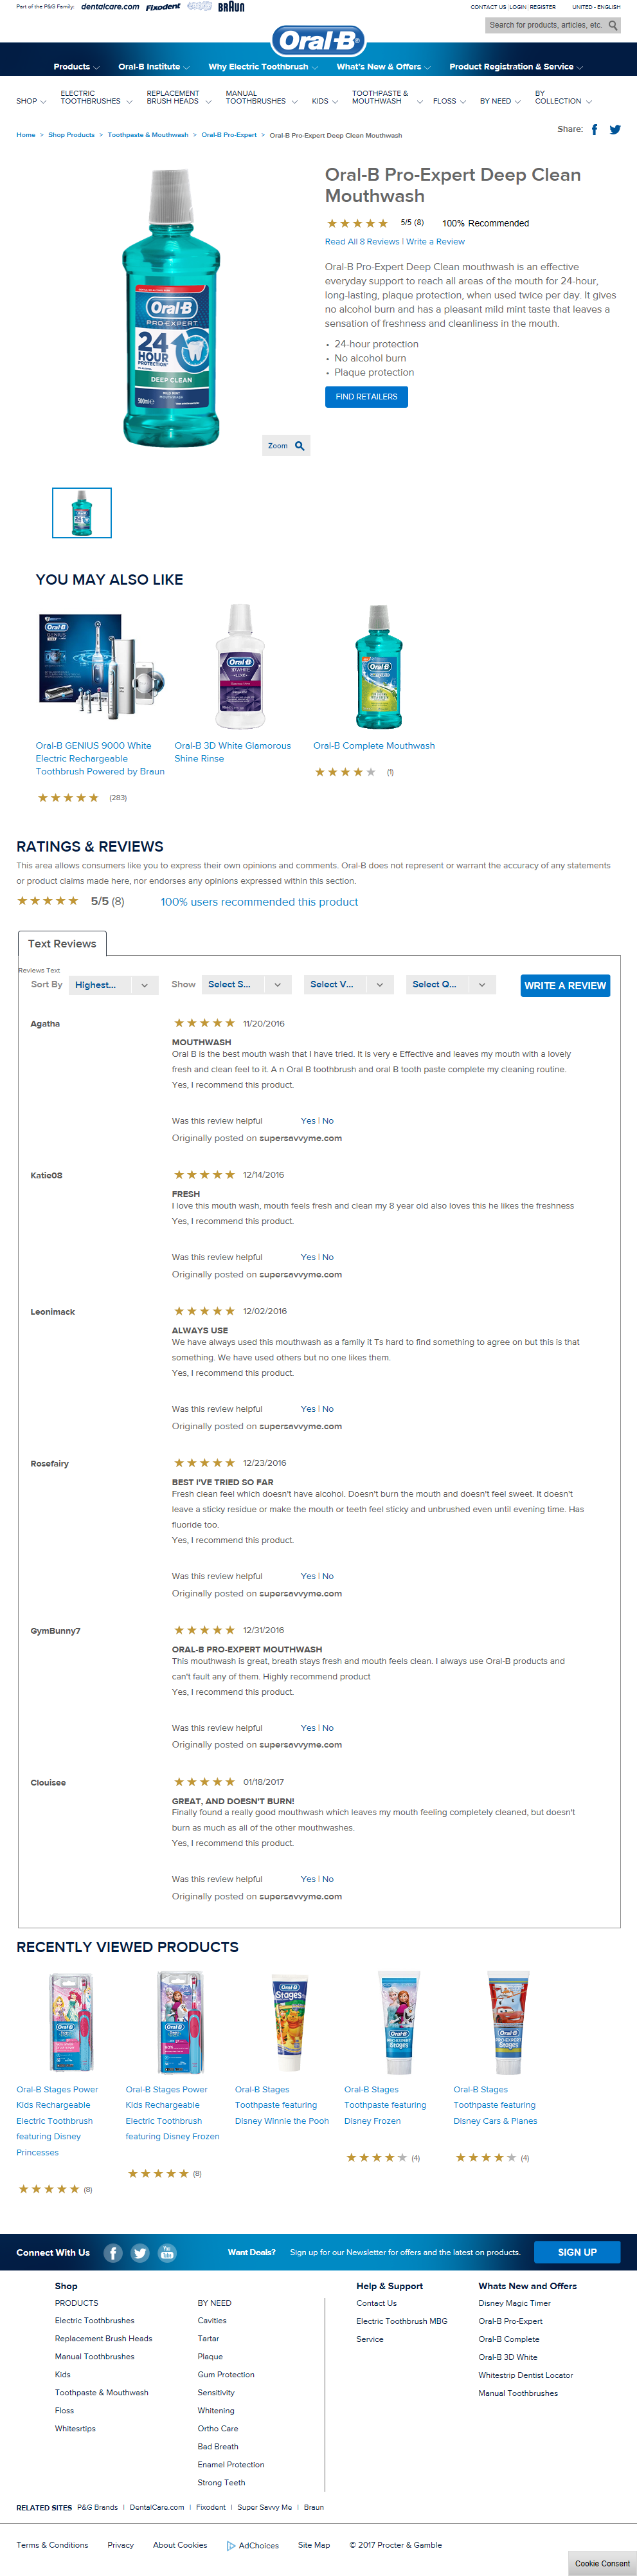 Part of the P&G Family: dentalcare.com Fixodent BRAUN
CONTACT US | LOGIN | REGISTER UNITED - ENGLISH
Search for products, articles, etc.
Oral-B
Products Oral-B Institute Why Electric Toothbrush What's New & Offers Product Registration & Service
SHOP ELECTRIC TOOTHBRUSHES REPLACEMENT BRUSH HEADS MANUAL TOOTHBRUSHES KIDS TOOTHPASTE & MOUTHWASH FLOSS BY NEED BY COLLECTION
Share:
Home > Shop Products > Toothpaste & Mouthwash > Oral-B Pro-Expert > Oral-B Pro-Expert Deep Clean Mouthwash
Oral-B
PRO-EXPERT
24
HOUR
PROTECTION
DEEP CLEAN
MILD MINT
500ml e
Zoom
Oral-B Pro-Expert Deep Clean
Mouthwash
5/5 (8) 100% Recommended
Read All 8 Reviews | Write a Review
Oral-B Pro-Expert Deep Clean mouthwash is an effective
everyday support to reach all areas of the mouth for 24-hour,
long-lasting, plaque protection, when used twice per day. It gives
no alcohol burn and has a pleasant mild mint taste that leaves a
sensation of freshness and cleanliness in the mouth.
• 24-hour protection
• No alcohol burn
• Plaque protection
FIND RETAILERS
YOU MAY ALSO LIKE
Oral-B GENIUS 9000 White
Electric Rechargeable
Toothbrush Powered by Braun
(283)
Oral-B 3D White Glamorous
Shine Rinse
Oral-B Complete Mouthwash
(1)
RATINGS & REVIEWS
This area allows consumers like you to express their own opinions and comments. Oral-B does not represent or warrant the accuracy of any statements
or product claims made here, nor endorses any opinions expressed within this section.
5/5 (8) 100% users recommended this product
Text Reviews
Reviews Text
Sort By Highest... Show Select S... Select V... Select Q... WRITE A REVIEW
Agatha 11/20/2016
MOUTHWASH
Oral B is the best mouth wash that I have tried. It is very e Effective and leaves my mouth with a lovely
fresh and clean feel to it. A n Oral B toothbrush and oral B tooth paste complete my cleaning routine.
Yes, I recommend this product.
Was this review helpful Yes | No
Originally posted on supersavvyme.com
Katie08 12/14/2016
FRESH
I love this mouth wash, mouth feels fresh and clean my 8 year old also loves this he likes the freshness
Yes, I recommend this product.
Was this review helpful Yes | No
Originally posted on supersavvyme.com
Leonimack 12/02/2016
ALWAYS USE
We have always used this mouthwash as a family it Ts hard to find something to agree on but this is that
something. We have used others but no one likes them.
Yes, I recommend this product.
Was this review helpful Yes | No
Originally posted on supersavvyme.com
Rosefairy 12/23/2016
BEST I'VE TRIED SO FAR
Fresh clean feel which doesn't have alcohol. Doesn't burn the mouth and doesn't feel sweet. It doesn't
leave a sticky residue or make the mouth or teeth feel sticky and unbrushed even until evening time. Has
fluoride too.
Yes, I recommend this product.
Was this review helpful Yes | No
Originally posted on supersavvyme.com
GymBunny7 12/31/2016
ORAL-B PRO-EXPERT MOUTHWASH
This mouthwash is great, breath stays fresh and mouth feels clean. I always use Oral-B products and
can't fault any of them. Highly recommend product
Yes, I recommend this product.
Was this review helpful Yes | No
Originally posted on supersavvyme.com
Clouisee 01/18/2017
GREAT, AND DOESN'T BURN!
Finally found a really good mouthwash which leaves my mouth feeling completely cleaned, but doesn't
burn as much as all of the other mouthwashes.
Yes, I recommend this product.
Was this review helpful Yes | No
Originally posted on supersavvyme.com
RECENTLY VIEWED PRODUCTS
Oral-B Stages Power
Kids Rechargeable
Electric Toothbrush
featuring Disney
Princesses
(8)
Oral-B Stages Power
Kids Rechargeable
Electric Toothbrush
featuring Disney Frozen
(8)
Oral-B Stages
Toothpaste featuring
Disney Winnie the Pooh
Oral-B Stages
Toothpaste featuring
Disney Frozen
(4)
Oral-B Stages
Toothpaste featuring
Disney Cars & Planes
(4)
Connect With Us
You Tube
Want Deals? Sign up for our Newsletter for offers and the latest on products. SIGN UP
Shop
PRODUCTS
Electric Toothbrushes
Replacement Brush Heads
Manual Toothbrushes
Kids
Toothpaste & Mouthwash
Floss
Whitesrtips
BY NEED
Cavities
Tartar
Plaque
Gum Protection
Sensitivity
Whitening
Ortho Care
Bad Breath
Enamel Protection
Strong Teeth
Help & Support
Contact Us
Electric Toothbrush MBG
Service
Whats New and Offers
Disney Magic Timer
Oral-B Pro-Expert
Oral-B Complete
Oral-B 3D White
Whitestrip Dentist Locator
Manual Toothbrushes
RELATED SITES P&G Brands | DentalCare.com | Fixodent | Super Savvy Me | Braun
Terms & Conditions Privacy About Cookies AdChoices Site Map © 2017 Procter & Gamble
Cookie Consent